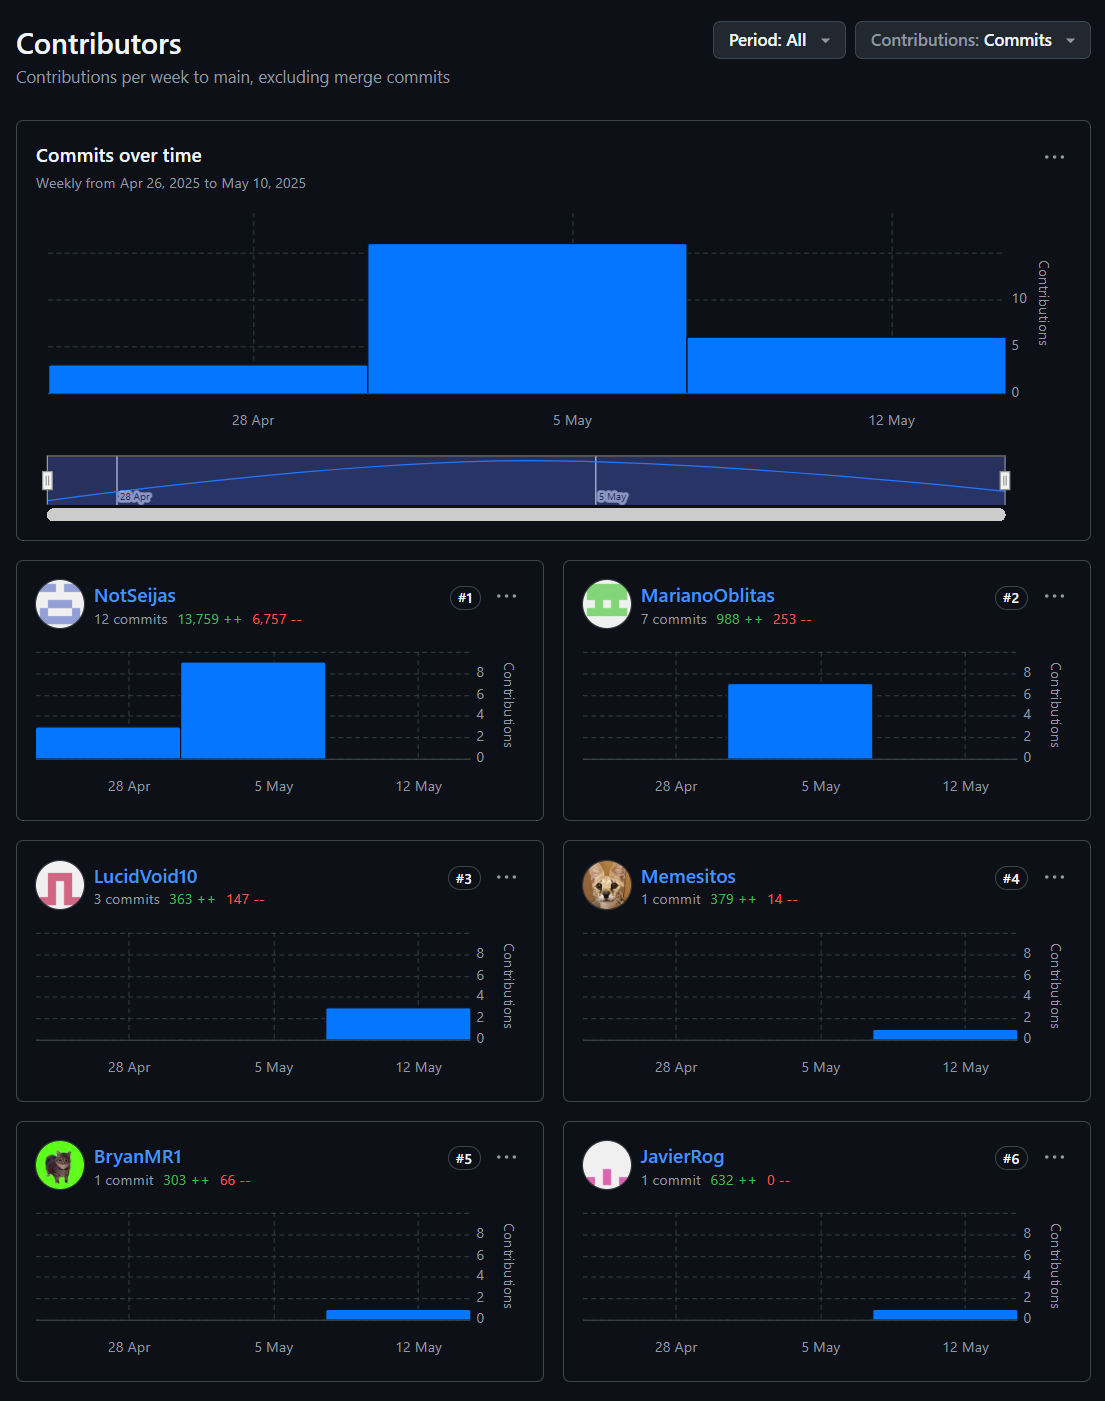 Contributors
Period: All
Contributions: Commits
Contributions per week to main, excluding merge commits
Commits over time
Weekly from Apr 26, 2025 to May 10, 2025
Contributions
10
5
0
28 Apr 5 May 12 May
28 Apr 5 May
NotSeijas
#1
12 commits 13,759 ++ 6,757 --
Contributions
8
6
4
2
0
28 Apr 5 May 12 May
MarianoOblitas
#2
7 commits 988 ++ 253 --
Contributions
8
6
4
2
0
28 Apr 5 May 12 May
LucidVoid10
#3
3 commits 363 ++ 147 --
Contributions
8
6
4
2
0
28 Apr 5 May 12 May
Memesitos
#4
1 commit 379 ++ 14 --
Contributions
8
6
4
2
0
28 Apr 5 May 12 May
BryanMR1
#5
1 commit 303 ++ 66 --
Contributions
8
6
4
2
0
28 Apr 5 May 12 May
JavierRog
#6
1 commit 632 ++ 0 --
Contributions
8
6
4
2
0
28 Apr 5 May 12 May